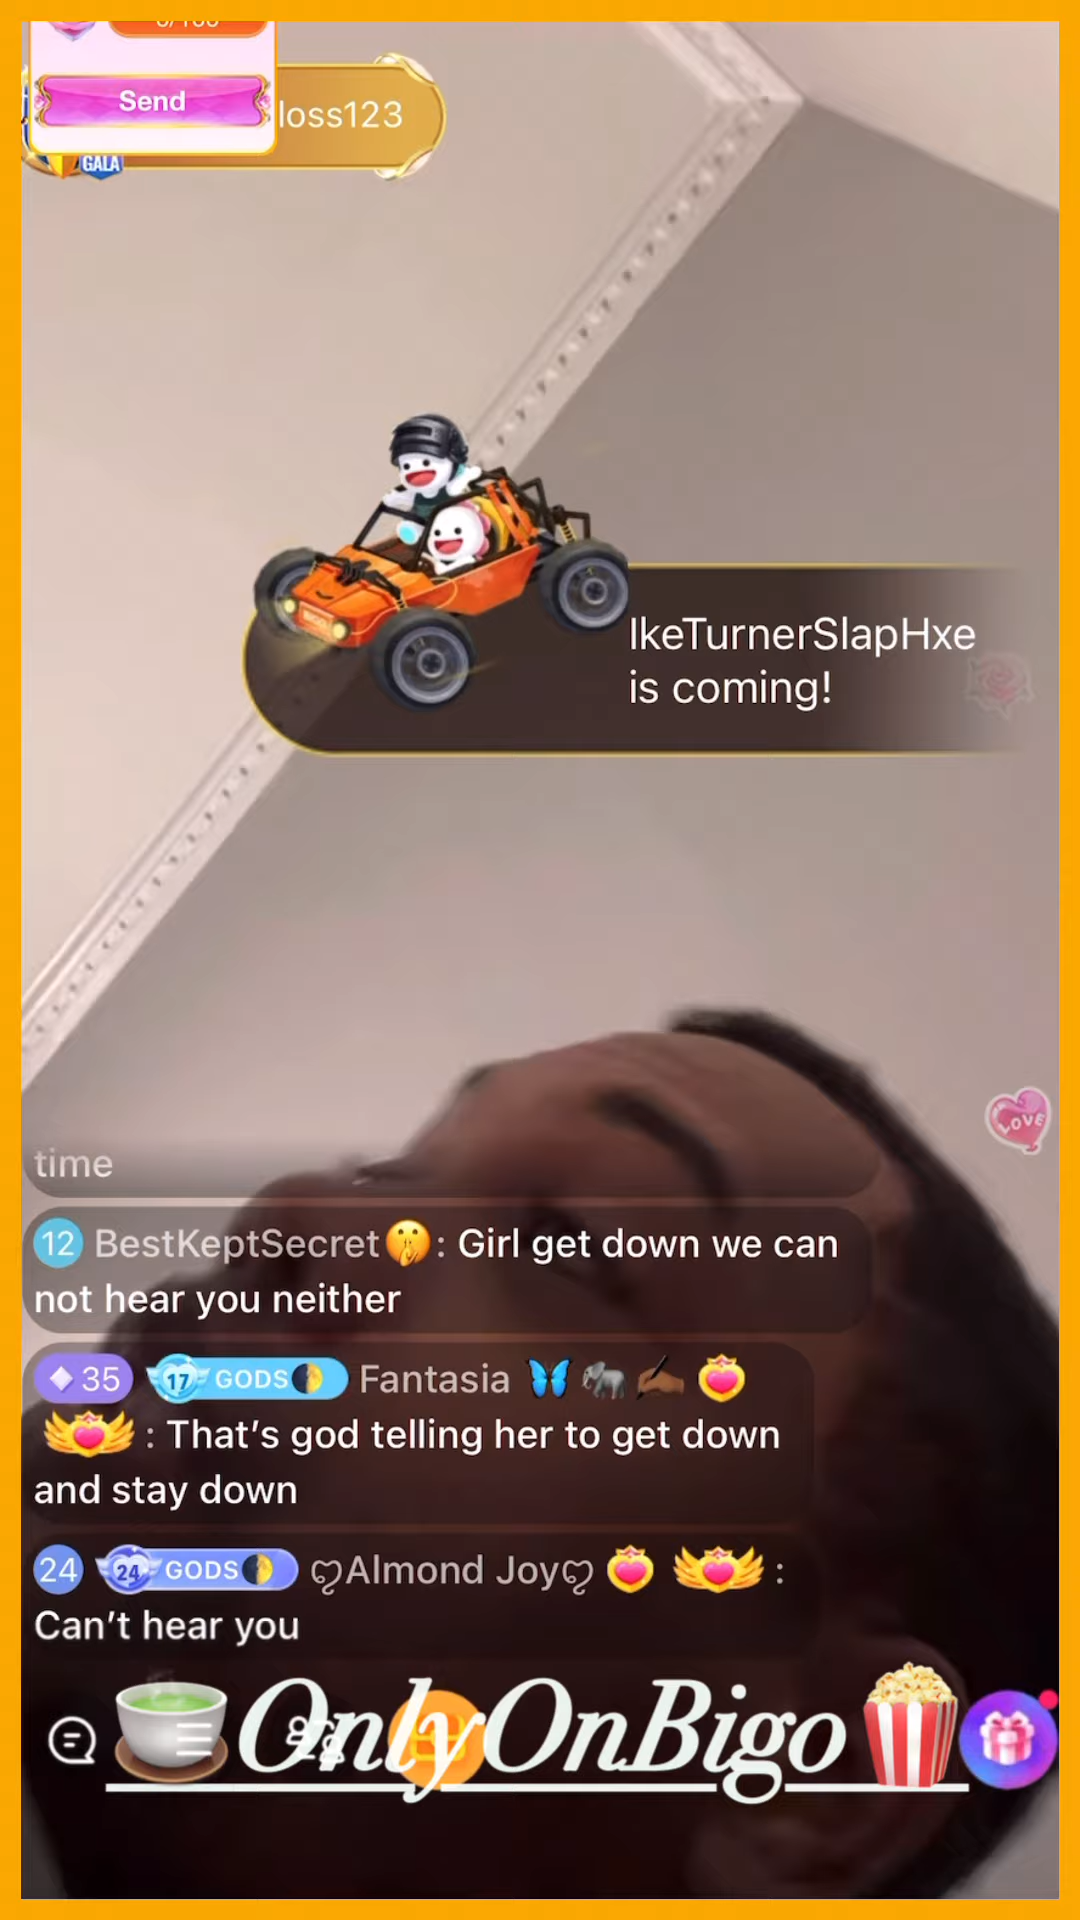 Send
loss123
GALA
IkeTurnerSlapHxe
is coming!
LOVE
time
12 BestKeptSecret🤫: Girl get down we can
not hear you neither
35 17 GODS🌗 Fantasia 🦋🐘✍🏾
: That's god telling her to get down
and stay down
24 24 GODS🌗 ღAlmond Joyღ :
Can't hear you
🍵OnlyOnBigo🍿